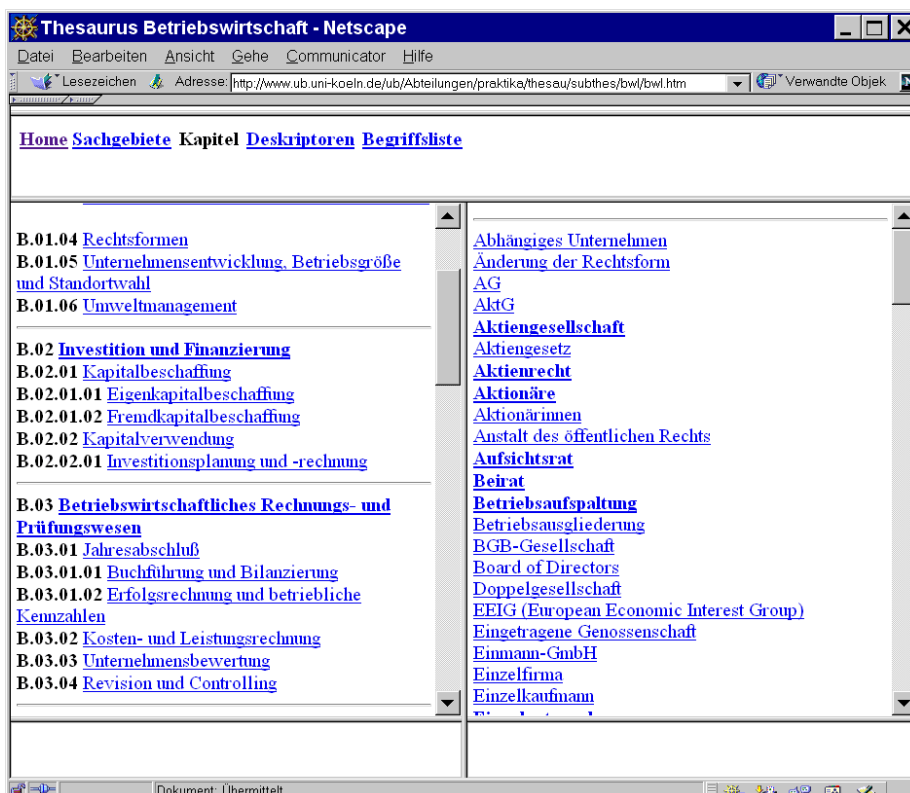 Thesaurus Betriebswirtschaft - Netscape
Datei Bearbeiten Ansicht Gehe Communicator Hilfe
Lesezeichen Adresse: http://www.ub.uni-koeln.de/ub/Abteilungen/praktika/thesau/subthes/bwl/bwl.htm Verwandte Objek
Home Sachgebiete Kapitel Deskriptoren Begriffsliste
B.01.04 Rechtsformen
B.01.05 Unternehmensentwicklung, Betriebsgröße
und Standortwahl
B.01.06 Umweltmanagement
B.02 Investition und Finanzierung
B.02.01 Kapitalbeschaffung
B.02.01.01 Eigenkapitalbeschaffung
B.02.01.02 Fremdkapitalbeschaffung
B.02.02 Kapitalverwendung
B.02.02.01 Investitionsplanung und -rechnung
B.03 Betriebswirtschaftliches Rechnungs- und
Prüfungswesen
B.03.01 Jahresabschluß
B.03.01.01 Buchführung und Bilanzierung
B.03.01.02 Erfolgsrechnung und betriebliche
Kennzahlen
B.03.02 Kosten- und Leistungsrechnung
B.03.03 Unternehmensbewertung
B.03.04 Revision und Controlling
Abhängiges Unternehmen
Änderung der Rechtsform
AG
AktG
Aktiengesellschaft
Aktiengesetz
Aktienrecht
Aktionäre
Aktionärinnen
Anstalt des öffentlichen Rechts
Aufsichtsrat
Beirat
Betriebsaufspaltung
Betriebsausgliederung
BGB-Gesellschaft
Board of Directors
Doppelgesellschaft
EEIG (European Economic Interest Group)
Eingetragene Genossenschaft
Einmann-GmbH
Einzelfirma
Einzelkaufmann
Dokument: Übermittelt